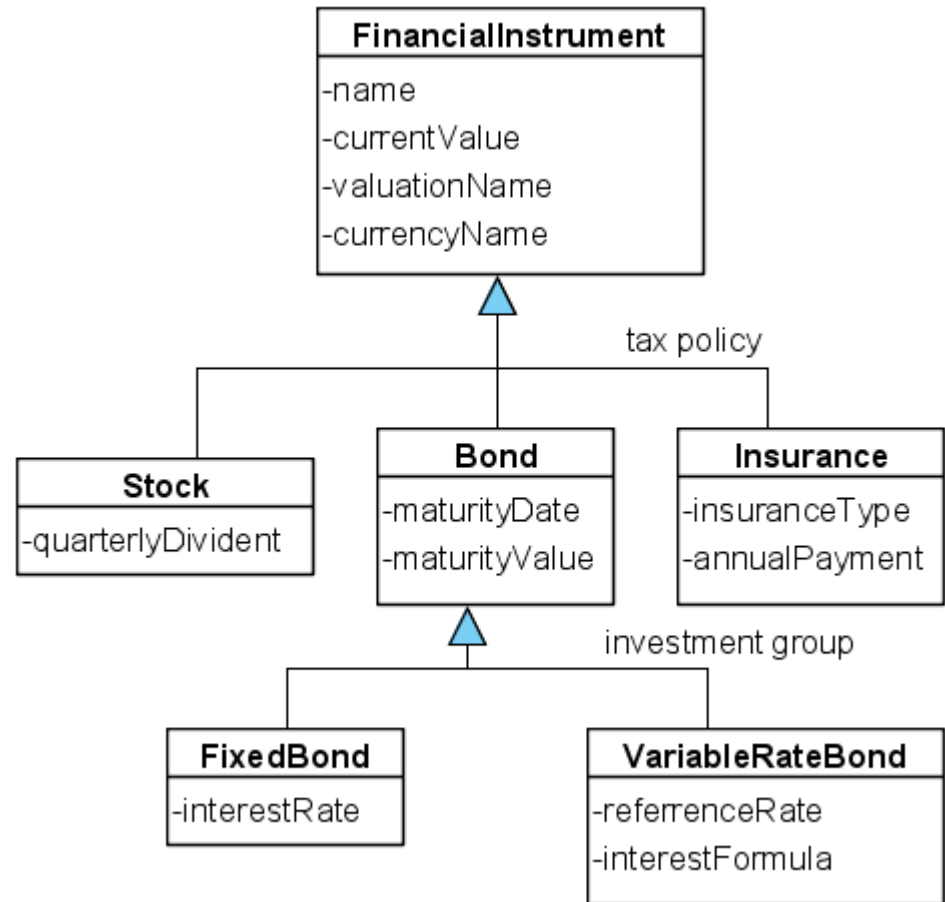 FinancialInstrument
-name
-currentValue
-valuationName
-currencyName
tax policy
Stock
-quarterlyDivident
Bond
-maturityDate
-maturityValue
Insurance
-insuranceType
-annualPayment
investment group
FixedBond
-interestRate
VariableRateBond
-referrenceRate
-interestFormula